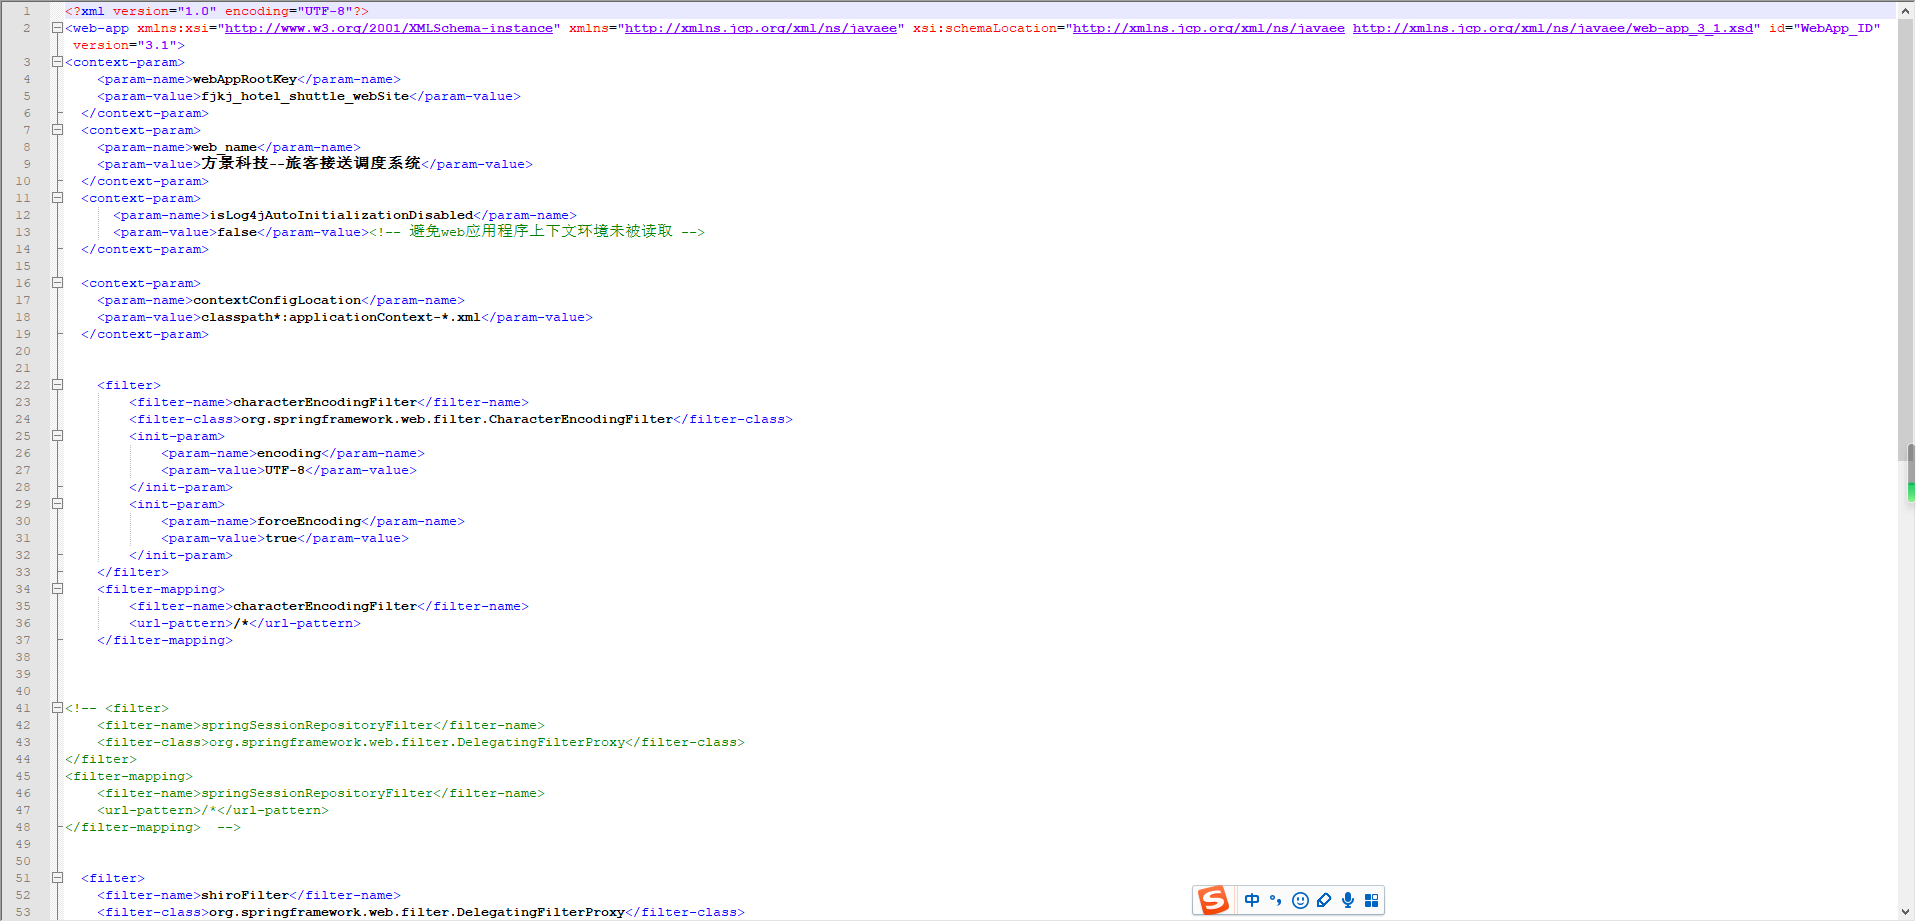 1 <?xml version="1.0" encoding="UTF-8"?>
2 <web-app xmlns:xsi="http://www.w3.org/2001/XMLSchema-instance" xmlns="http://xmlns.jcp.org/xml/ns/javaee" xsi:schemaLocation="http://xmlns.jcp.org/xml/ns/javaee http://xmlns.jcp.org/xml/ns/javaee/web-app_3_1.xsd" id="WebApp_ID"
version="3.1">
3 <context-param>
4 <param-name>webAppRootKey</param-name>
5 <param-value>fjkj_hotel_shuttle_webSite</param-value>
6 </context-param>
7 <context-param>
8 <param-name>web_name</param-name>
9 <param-value>方景科技--旅客接送调度系统</param-value>
10 </context-param>
11 <context-param>
12 <param-name>isLog4jAutoInitializationDisabled</param-name>
13 <param-value>false</param-value><!-- 避免web应用程序上下文环境未被读取 -->
14 </context-param>
15
16 <context-param>
17 <param-name>contextConfigLocation</param-name>
18 <param-value>classpath*:applicationContext-*.xml</param-value>
19 </context-param>
20
21
22 <filter>
23 <filter-name>characterEncodingFilter</filter-name>
24 <filter-class>org.springframework.web.filter.CharacterEncodingFilter</filter-class>
25 <init-param>
26 <param-name>encoding</param-name>
27 <param-value>UTF-8</param-value>
28 </init-param>
29 <init-param>
30 <param-name>forceEncoding</param-name>
31 <param-value>true</param-value>
32 </init-param>
33 </filter>
34 <filter-mapping>
35 <filter-name>characterEncodingFilter</filter-name>
36 <url-pattern>/*</url-pattern>
37 </filter-mapping>
38
39
40
41 <!-- <filter>
42 <filter-name>springSessionRepositoryFilter</filter-name>
43 <filter-class>org.springframework.web.filter.DelegatingFilterProxy</filter-class>
44 </filter>
45 <filter-mapping>
46 <filter-name>springSessionRepositoryFilter</filter-name>
47 <url-pattern>/*</url-pattern>
48 </filter-mapping> -->
49
50
51 <filter>
52 <filter-name>shiroFilter</filter-name>
53 <filter-class>org.springframework.web.filter.DelegatingFilterProxy</filter-class>
S 中 °,